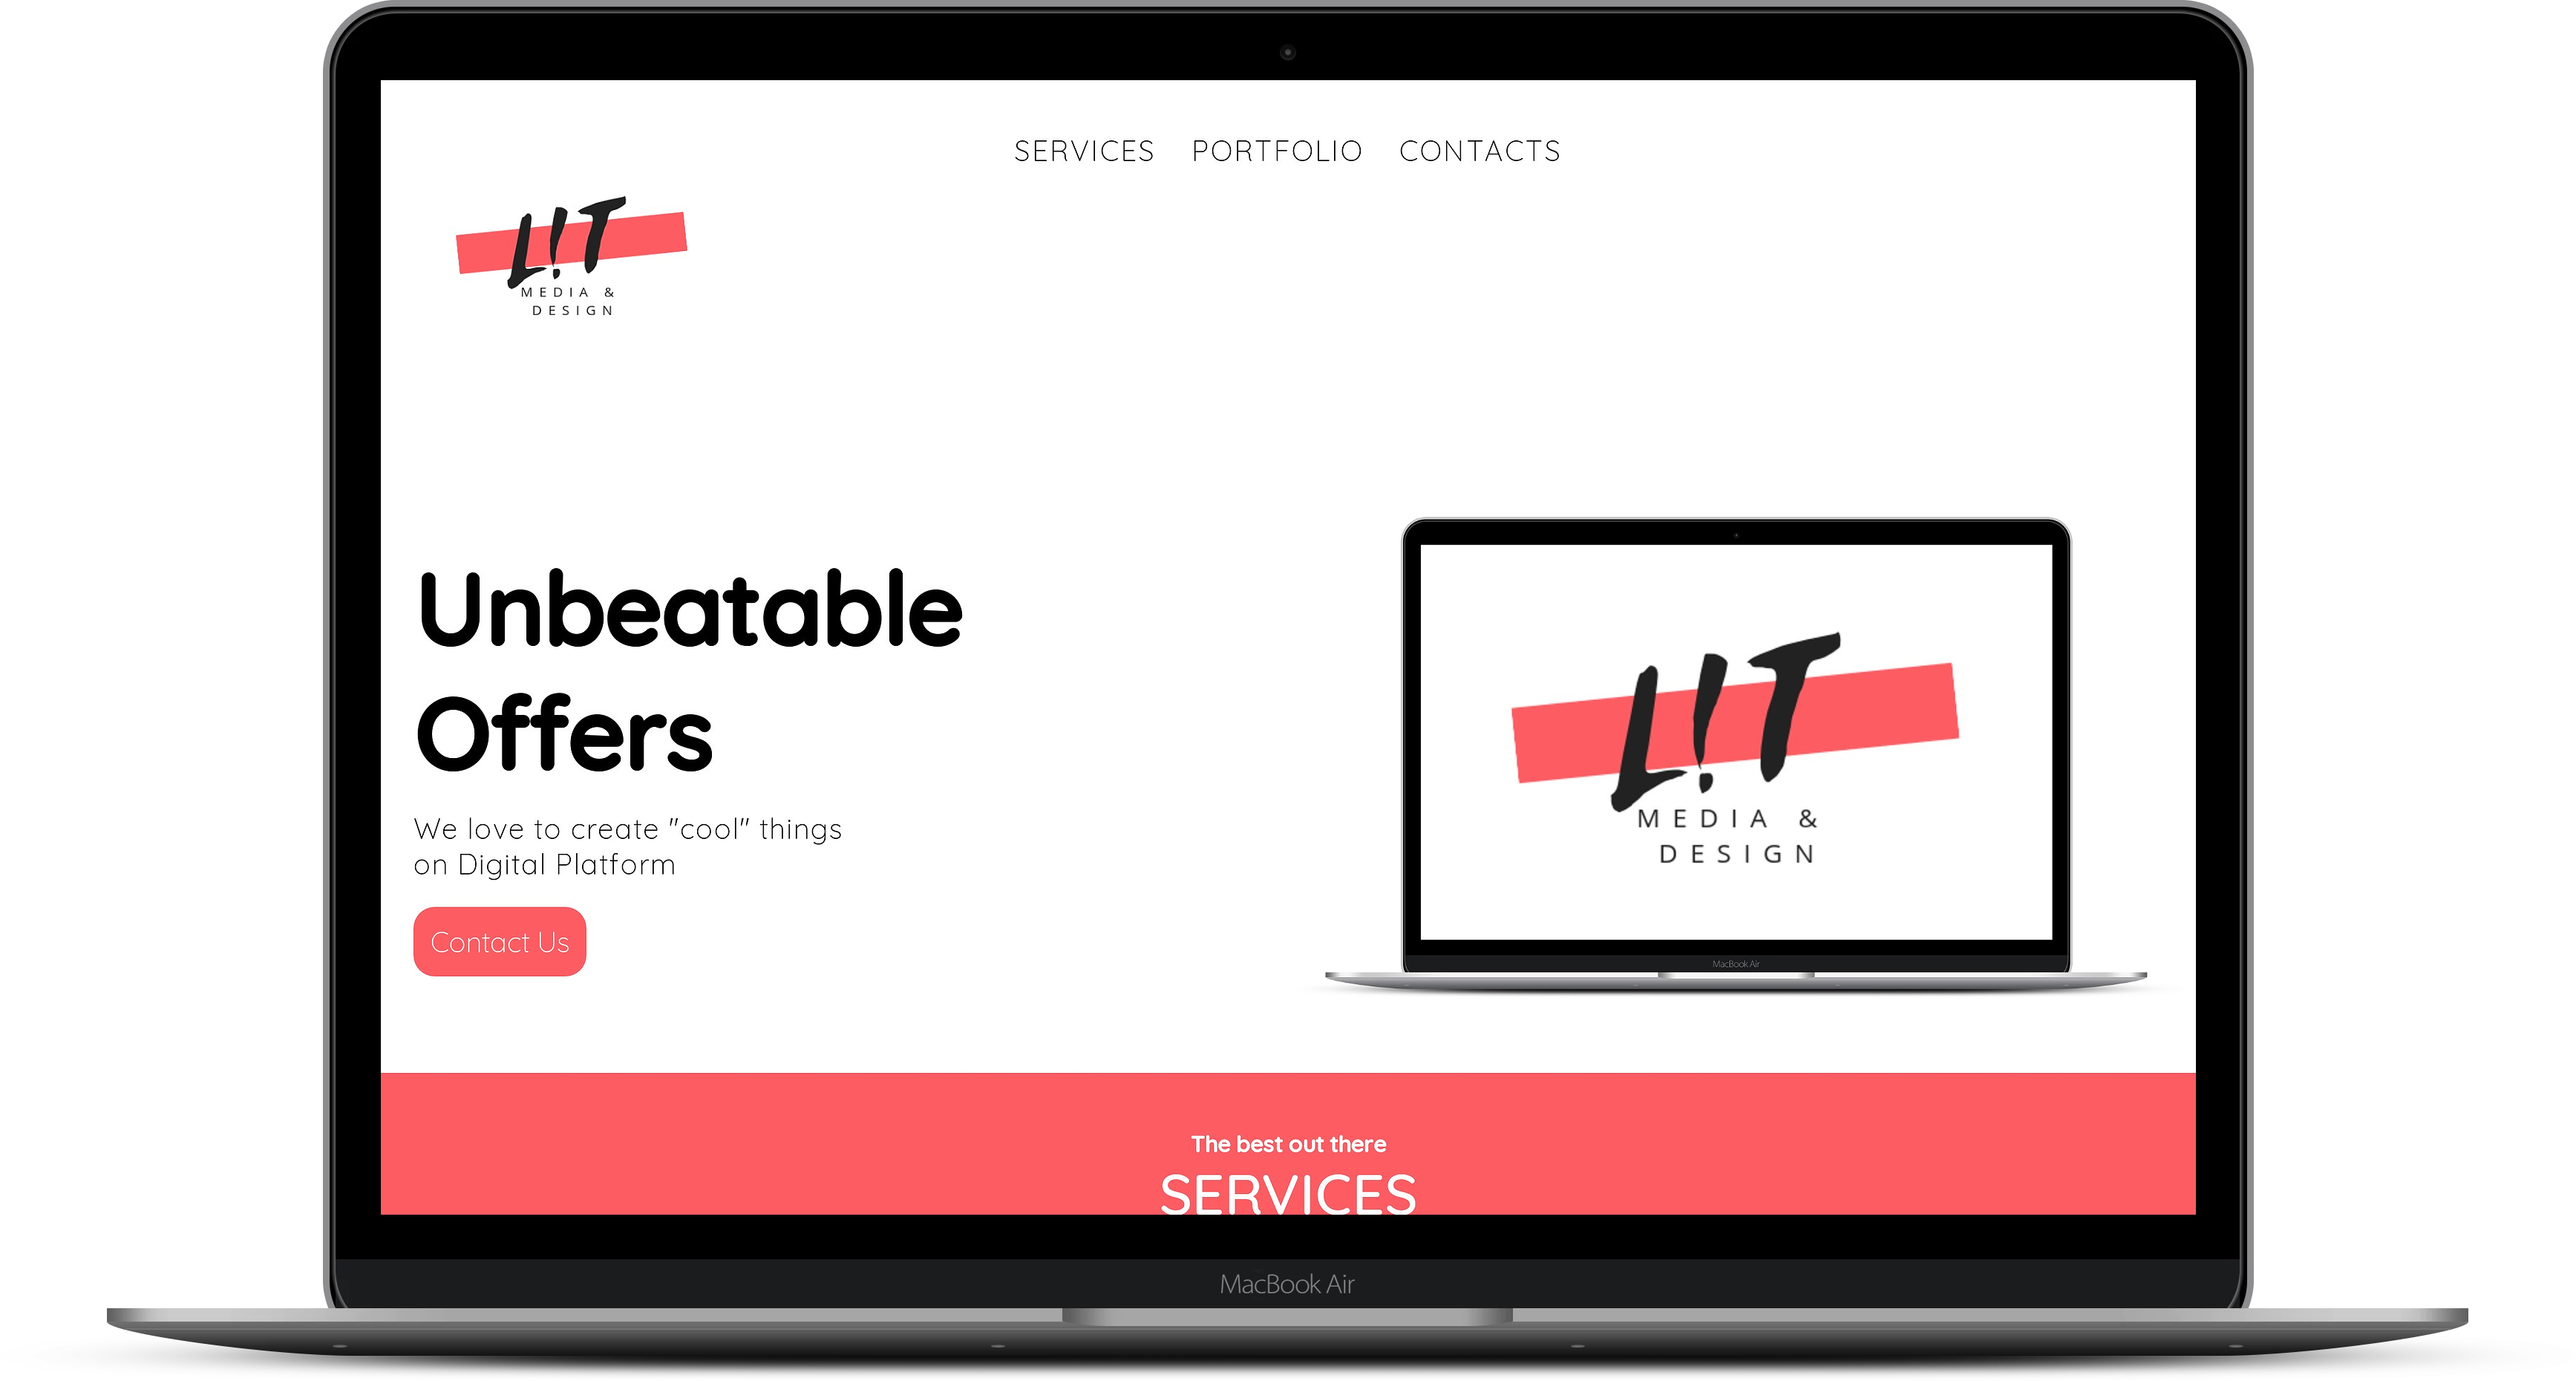 SERVICES PORTFOLIO CONTACTS
L!T
MEDIA &
DESIGN
Unbeatable
Offers
We love to create "cool" things
on Digital Platform
Contact Us
L!T
MEDIA &
DESIGN
MacBook Air
The best out there
SERVICES
MacBook Air